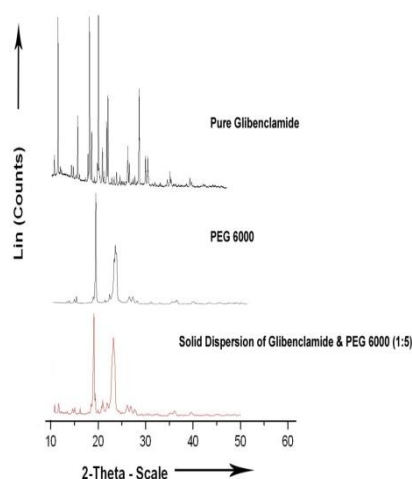 Lin (Counts)
Pure Glibenclamide
PEG 6000
Solid Dispersion of Glibenclamide & PEG 6000 (1:5)
10 20 30 40 50 60
2-Theta - Scale